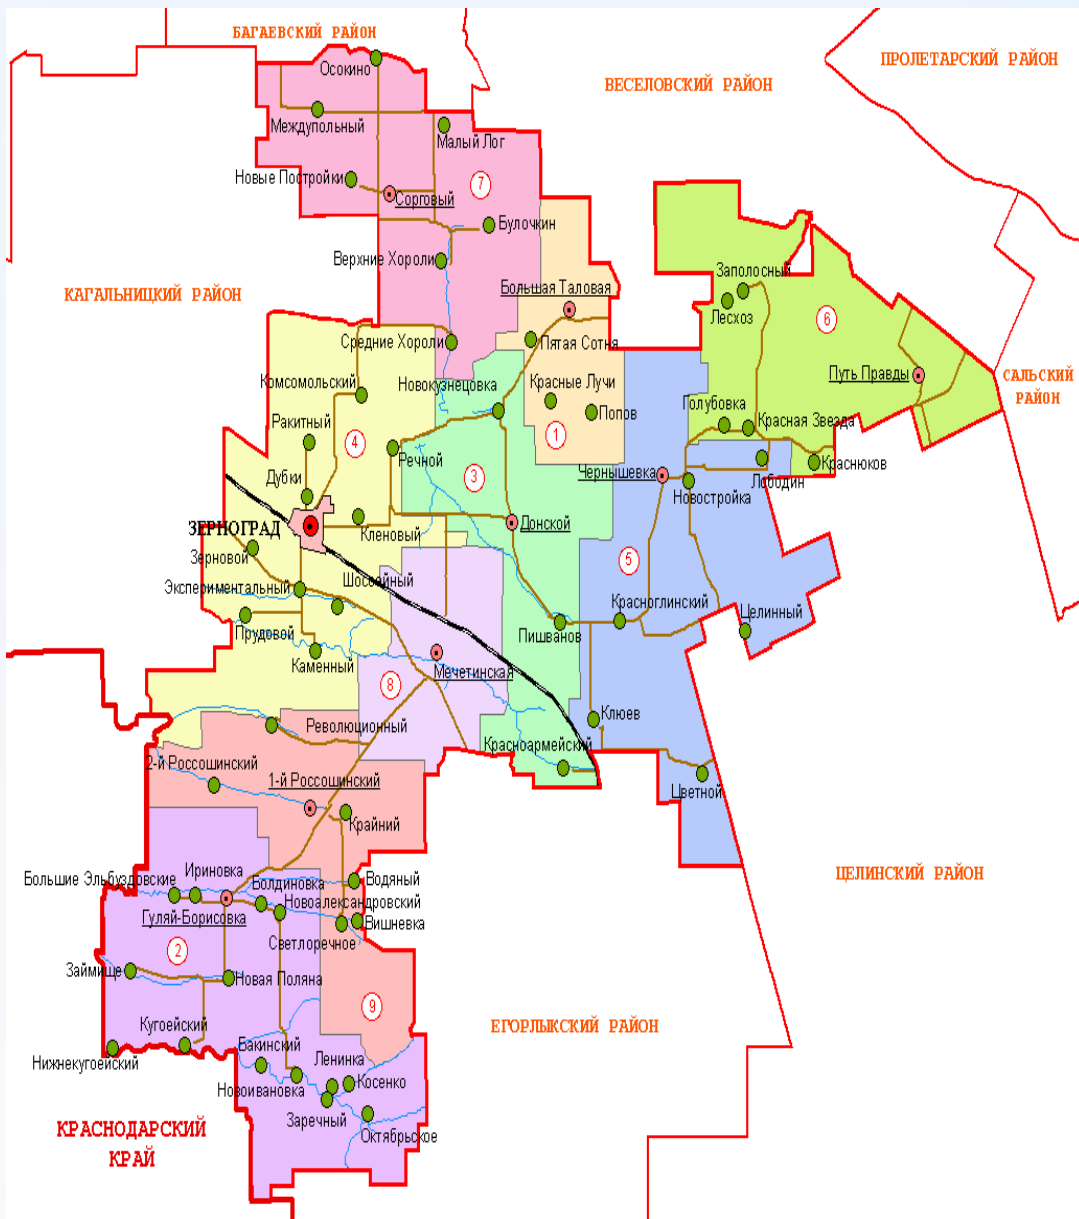 БАГАЕВСКИЙ РАЙОН
ПРОЛЕТАРСКИЙ РАЙОН
Осокино
ВЕСЕЛОВСКИЙ РАЙОН
Междупольный
Малый Лог
Новые Постройки
7
Сорговый
Булочкин
Верхние Хороли
Заполосный
Большая Таловая
КАГАЛЬНИЦКИЙ РАЙОН
Лесхоз
6
Средние Хороли
Пятая Сотня
Путь Правды
САЛЬСКИЙ
РАЙОН
Комсомольский
Новокузнецовка
Красные Лучи
Голубовка
Попов
Ракитный
Красная Звезда
4
1
Речной
Краснюков
Чернышевка
3
Лободин
Дубки
Новостройка
ЗЕРНОГРАД
Донской
Кленовый
Зерновой
5
Шоссейный
Экспериментальный
Красноглинский
Целинный
Прудовой
Пишванов
Каменный
Мечетинская
8
Клюев
Революционный
Красноармейский
2-й Россошинский
1-й Россошинский
Цветной
Крайний
Ириновка
ЦЕЛИНСКИЙ РАЙОН
Большие Эльбуздовские
Болдиновка
Водяный
Новоалександровский
Гуляй-Борисовка
Вишневка
Светлоречное
2
Займище
Новая Поляна
9
Кугоейский
ЕГОРЛЫКСКИЙ РАЙОН
Бакинский
Ленинка
Нижнекугоейский
Косенко
Новоивановка
Заречный
КРАСНОДАРСКИЙ
КРАЙ
Октябрьское